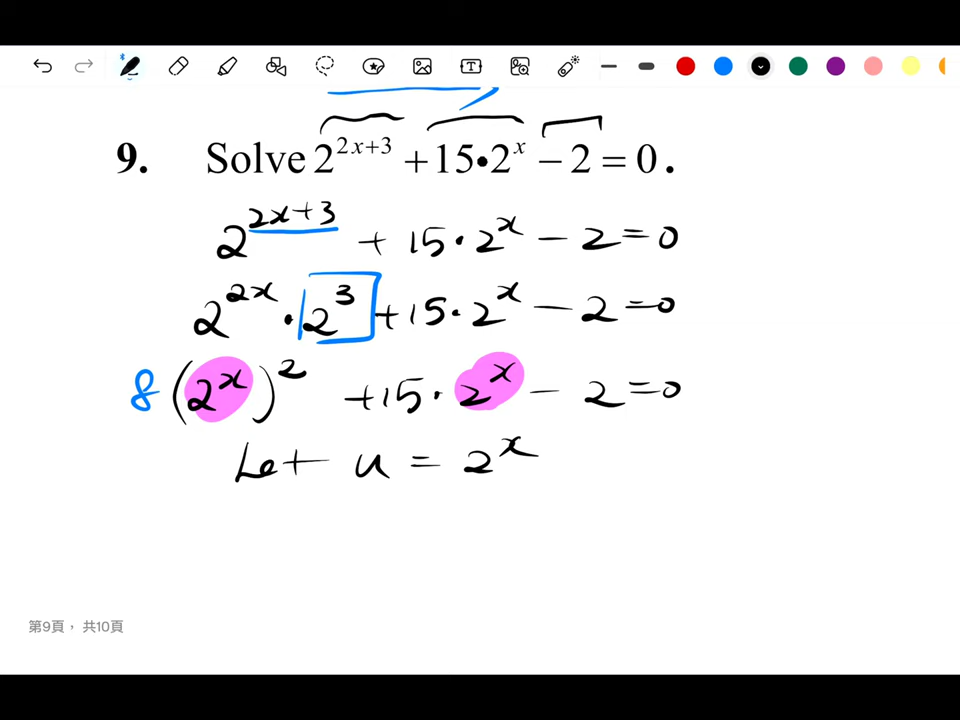 9. Solve 2^{2x+3} + 15•2^x − 2 = 0.
2^{2x+3} + 15·2^x − 2 = 0
2^{2x} · 2^3 + 15·2^x − 2 = 0
8(2^x)^2 + 15·2^x − 2 = 0
Let u = 2^x
第9頁，共10頁